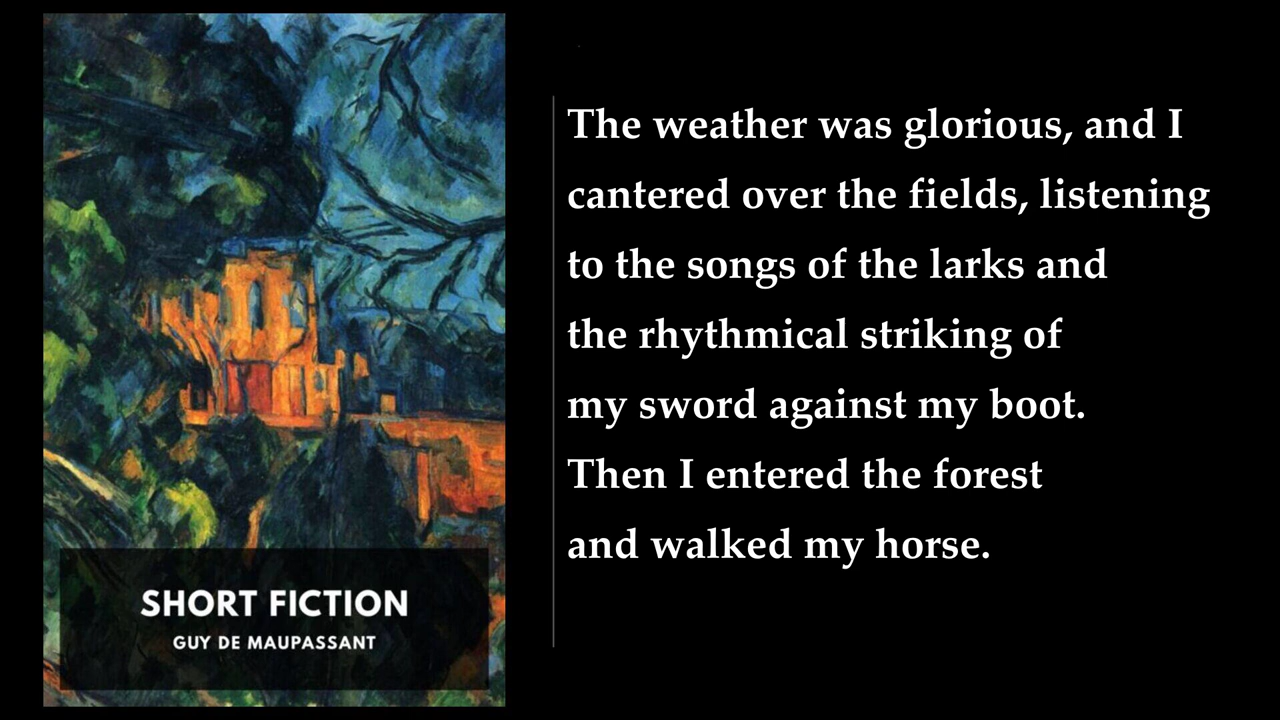 SHORT FICTION
GUY DE MAUPASSANT
The weather was glorious, and I
cantered over the fields, listening
to the songs of the larks and
the rhythmical striking of
my sword against my boot.
Then I entered the forest
and walked my horse.